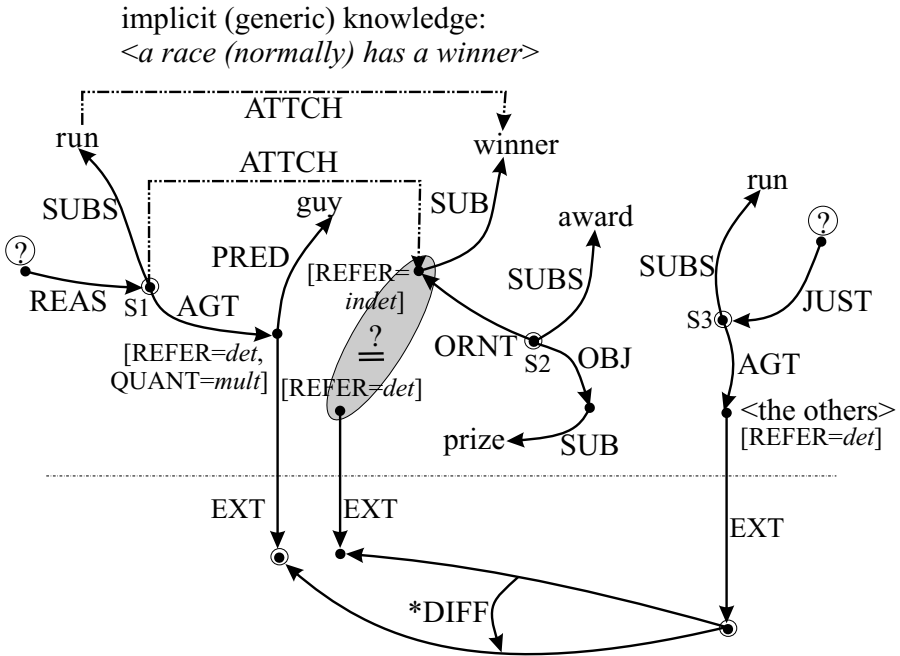 implicit (generic) knowledge:
<a race (normally) has a winner>
ATTCH
run
winner
ATTCH
run
guy
SUBS
SUB
award
?
?
PRED
SUBS
SUBS
[REFER=
indet]
REAS
S1
AGT
JUST
S3
?
=
ORNT
S2
OBJ
[REFER=det,
QUANT=mult]
AGT
[REFER=det]
<the others>
[REFER=det]
prize
SUB
EXT
EXT
EXT
*DIFF